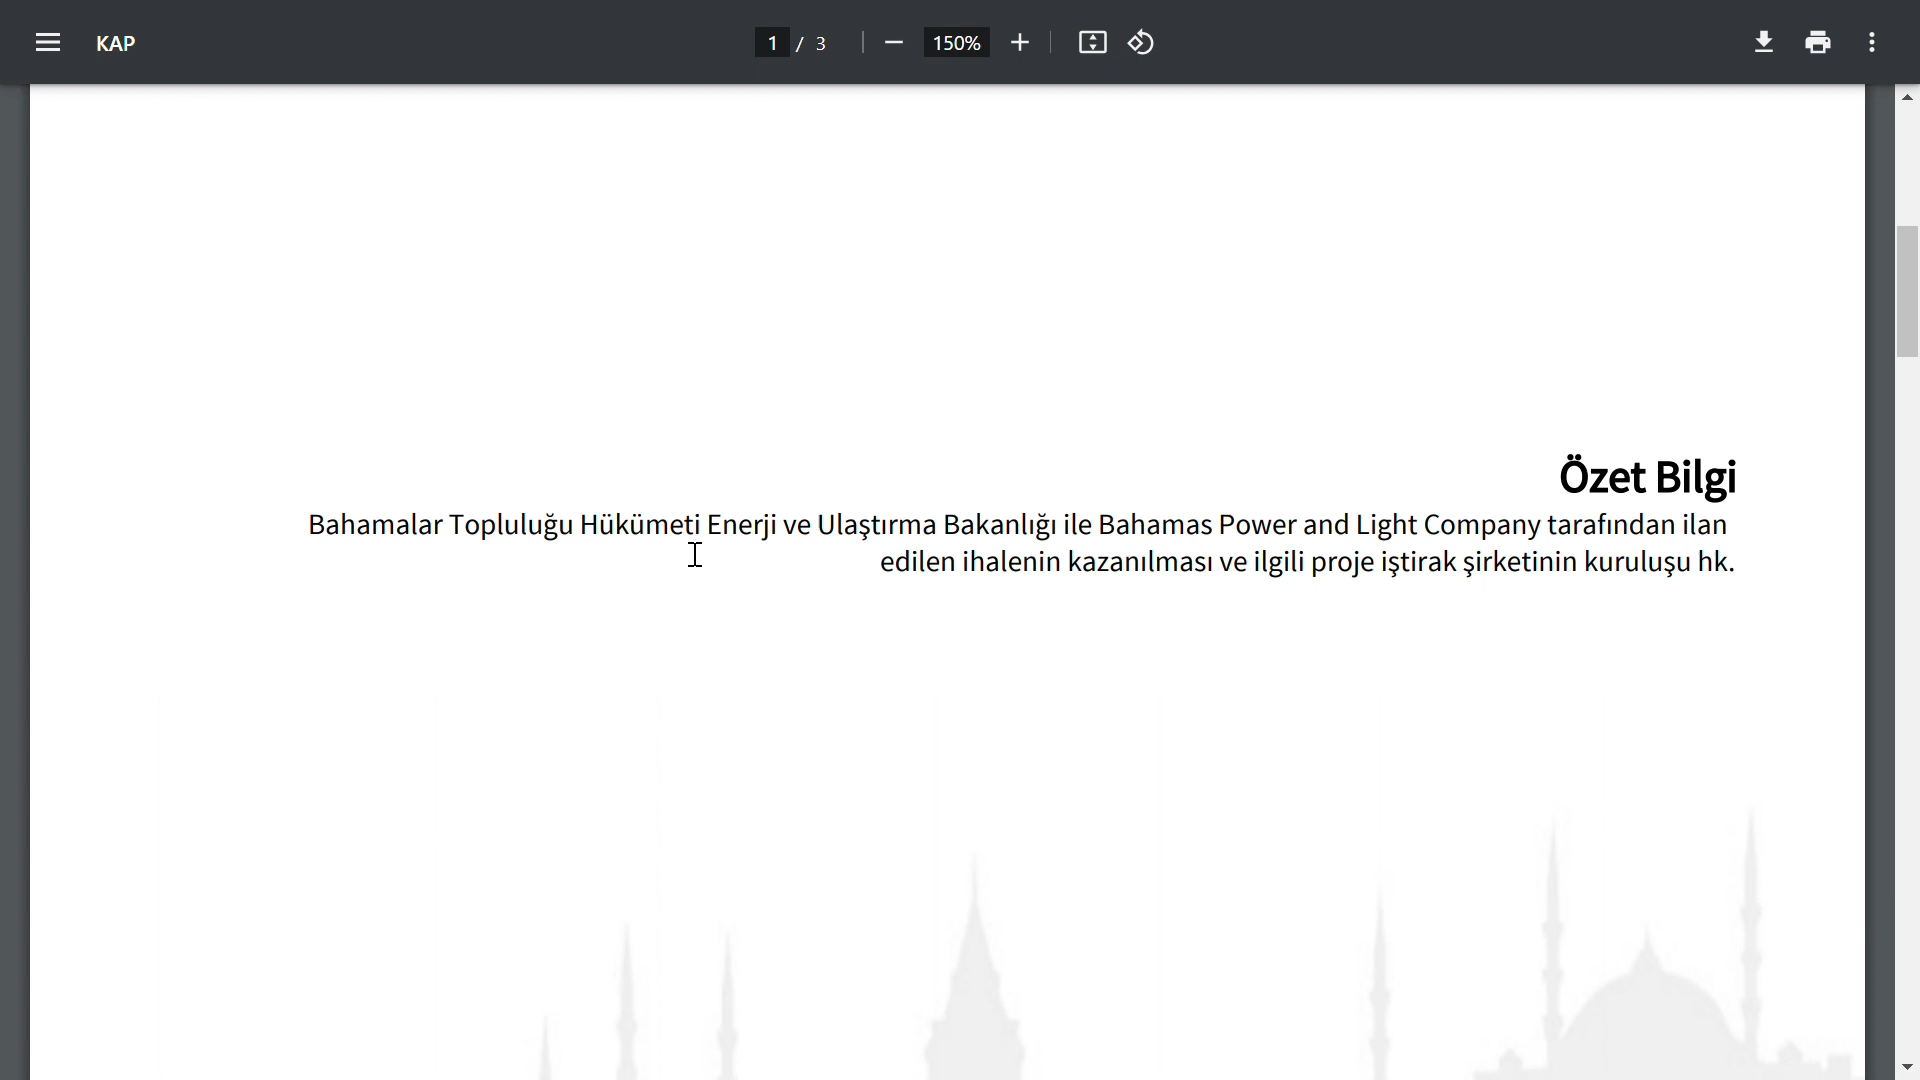 KAP
1 / 3
150%
Özet Bilgi
Bahamalar Topluluğu Hükümeti Enerji ve Ulaştırma Bakanlığı ile Bahamas Power and Light Company tarafından ilan
edilen ihalenin kazanılması ve ilgili proje iştirak şirketinin kuruluşu hk.